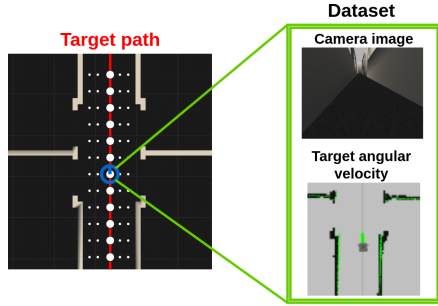 Dataset
Target path
Camera image
Target angular
velocity